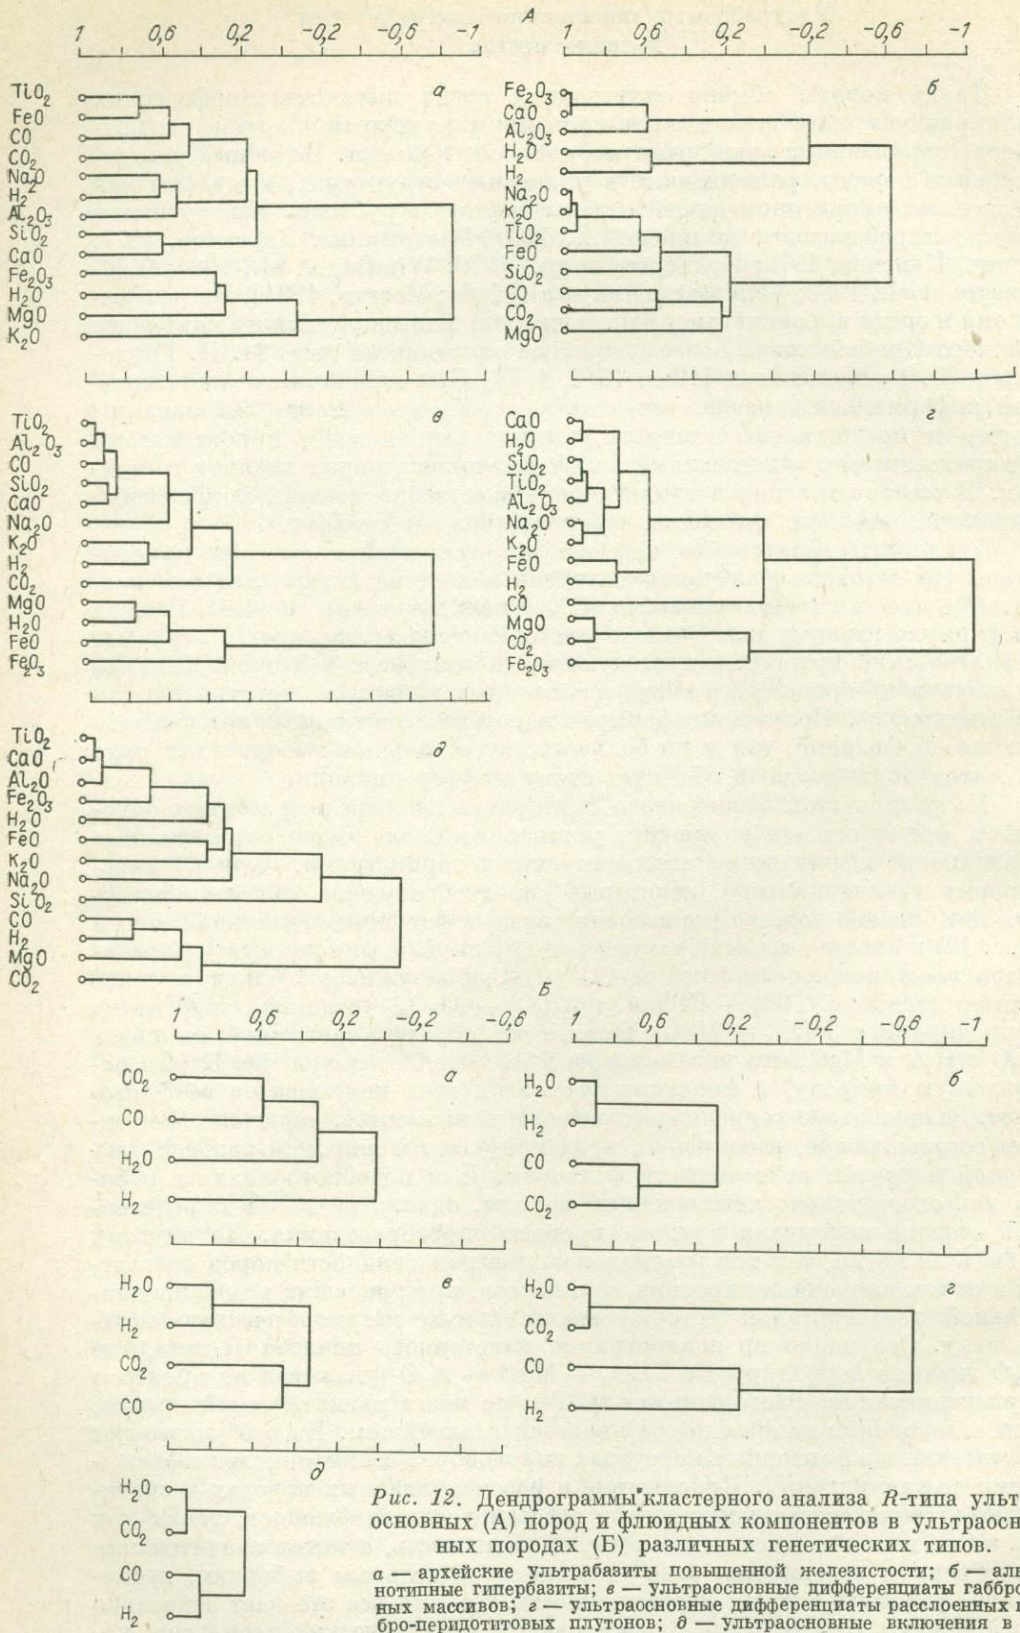 А
1 0,6 0,2 -0,2 -0,6 -1
1 0,6 0,2 -0,2 -0,6 -1
а
TiO2
FeO
CO
CO2
Na2O
H2
Al2O3
SiO2
CaO
Fe2O3
H2O
MgO
K2O
б
Fe2O3
CaO
Al2O3
H2O
H2
Na2O
K2O
TiO2
FeO
SiO2
CO
CO2
MgO
в
TiO2
Al2O3
CO
SiO2
CaO
Na2O
K2O
H2
CO2
MgO
H2O
FeO
Fe2O3
г
CaO
H2O
SiO2
TiO2
Al2O3
Na2O
K2O
FeO
H2
CO
MgO
CO2
Fe2O3
д
TiO2
CaO
Al2O
Fe2O3
H2O
FeO
K2O
Na2O
SiO2
CO
H2
MgO
CO2
Б
1 0,6 0,2 -0,2 -0,6
1 0,6 0,2 -0,2 -0,6 -1
а
CO2
CO
H2O
H2
б
H2O
H2
CO
CO2
в
H2O
H2
CO2
CO
г
H2O
CO2
CO
H2
д
H2O
CO2
CO
H2
Рис. 12. Дендрограммы кластерного анализа R-типа ульт
основных (А) пород и флюидных компонентов в ультраосн
ных породах (Б) различных генетических типов.
а — архейские ультрабазиты повышенной железистости; б — аль
нотипные гипербазиты; в — ультраосновные дифференциаты габбро
ных массивов; г — ультраосновные дифференциаты расслоенных
бро-перидотитовых плутонов; д — ультраосновные включения в